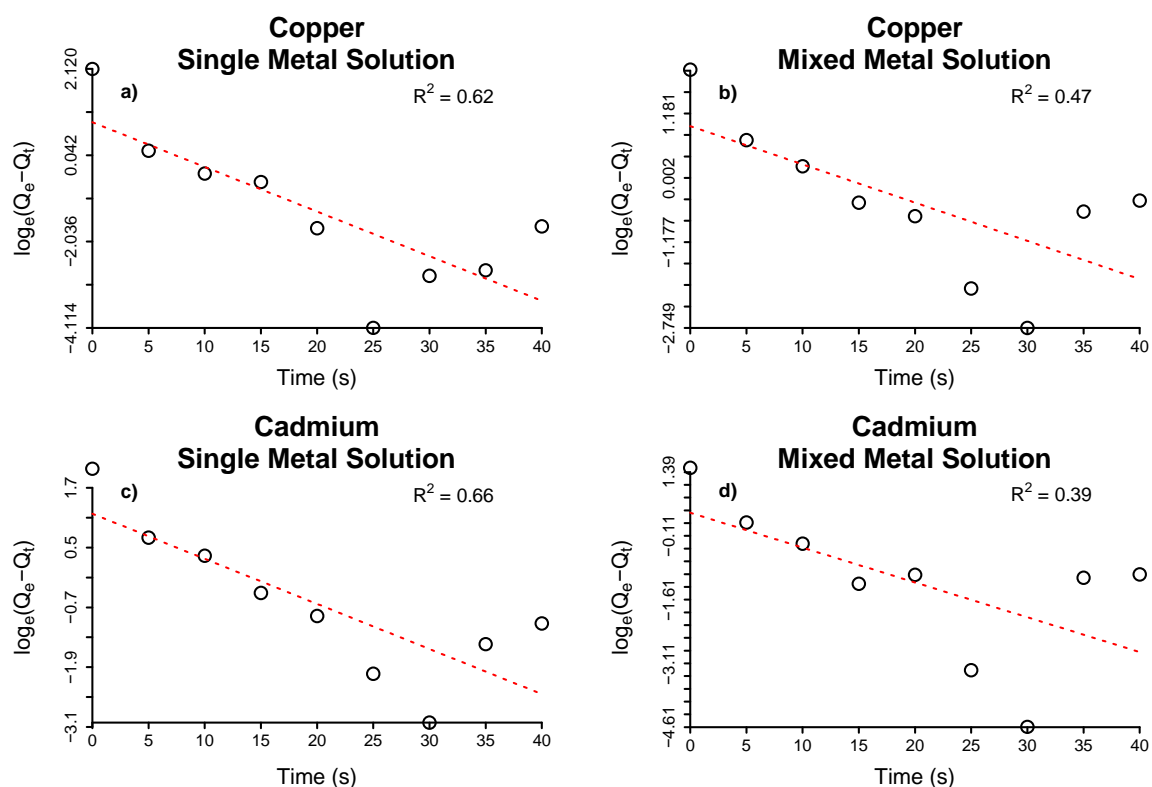 Copper
Single Metal Solution
a)
R² = 0.62
logₑ(Qₑ−Qₜ)
2.120
0.042
−2.036
−4.114
0 5 10 15 20 25 30 35 40
Time (s)
Copper
Mixed Metal Solution
b)
R² = 0.47
logₑ(Qₑ−Qₜ)
1.181
0.002
−1.177
−2.749
0 5 10 15 20 25 30 35 40
Time (s)
Cadmium
Single Metal Solution
c)
R² = 0.66
logₑ(Qₑ−Qₜ)
1.7
0.5
−0.7
−1.9
−3.1
0 5 10 15 20 25 30 35 40
Time (s)
Cadmium
Mixed Metal Solution
d)
R² = 0.39
logₑ(Qₑ−Qₜ)
1.39
−0.11
−1.61
−3.11
−4.61
0 5 10 15 20 25 30 35 40
Time (s)